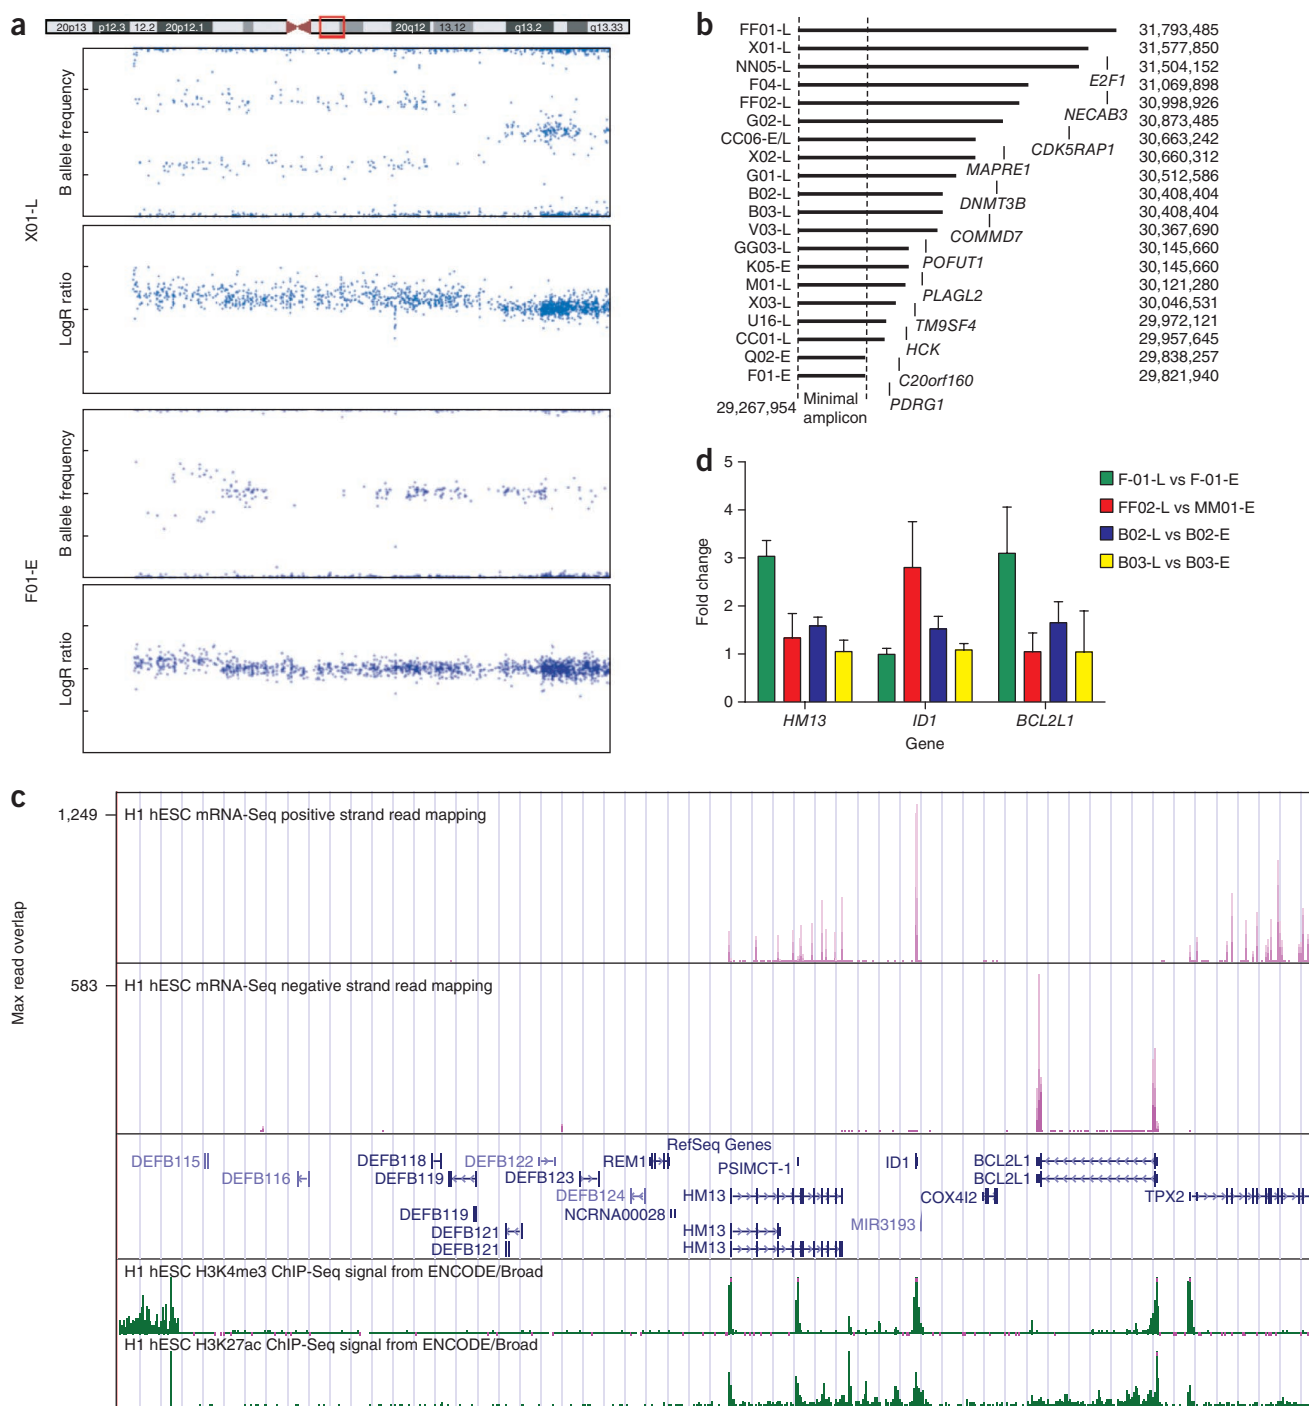 a
20p13 p12.3 12.2 20p12.1 20q12 13.12 q13.2 q13.33
X01-L
B allele frequency
LogR ratio
F01-E
B allele frequency
LogR ratio
b
FF01-L 31,793,485
X01-L 31,577,850
NN05-L 31,504,152
E2F1
F04-L 31,069,898
FF02-L 30,998,926
NECAB3
G02-L 30,873,485
CC06-E/L 30,663,242
CDK5RAP1
X02-L 30,660,312
MAPRE1
G01-L 30,512,586
B02-L 30,408,404
DNMT3B
B03-L 30,408,404
V03-L 30,367,690
COMMD7
GG03-L 30,145,660
POFUT1
K05-E 30,145,660
M01-L 30,121,280
PLAGL2
X03-L 30,046,531
U16-L 29,972,121
TM9SF4
CC01-L 29,957,645
HCK
Q02-E 29,838,257
F01-E 29,821,940
C20orf160
29,267,954
Minimal
amplicon
PDRG1
d
Fold change
5
4
3
2
1
0
HM13 ID1 BCL2L1
Gene
F-01-L vs F-01-E
FF02-L vs MM01-E
B02-L vs B02-E
B03-L vs B03-E
c
Max read overlap
1,249
H1 hESC mRNA-Seq positive strand read mapping
583
H1 hESC mRNA-Seq negative strand read mapping
RefSeq Genes
DEFB115 DEFB118 DEFB122 REM1 PSIMCT-1 ID1 BCL2L1
DEFB116 DEFB119 DEFB123 BCL2L1
DEFB124 HM13 COX4I2 TPX2
DEFB119 NCRNA00028 MIR3193
DEFB121 HM13
DEFB121 HM13
H1 hESC H3K4me3 ChIP-Seq signal from ENCODE/Broad
H1 hESC H3K27ac ChIP-Seq signal from ENCODE/Broad